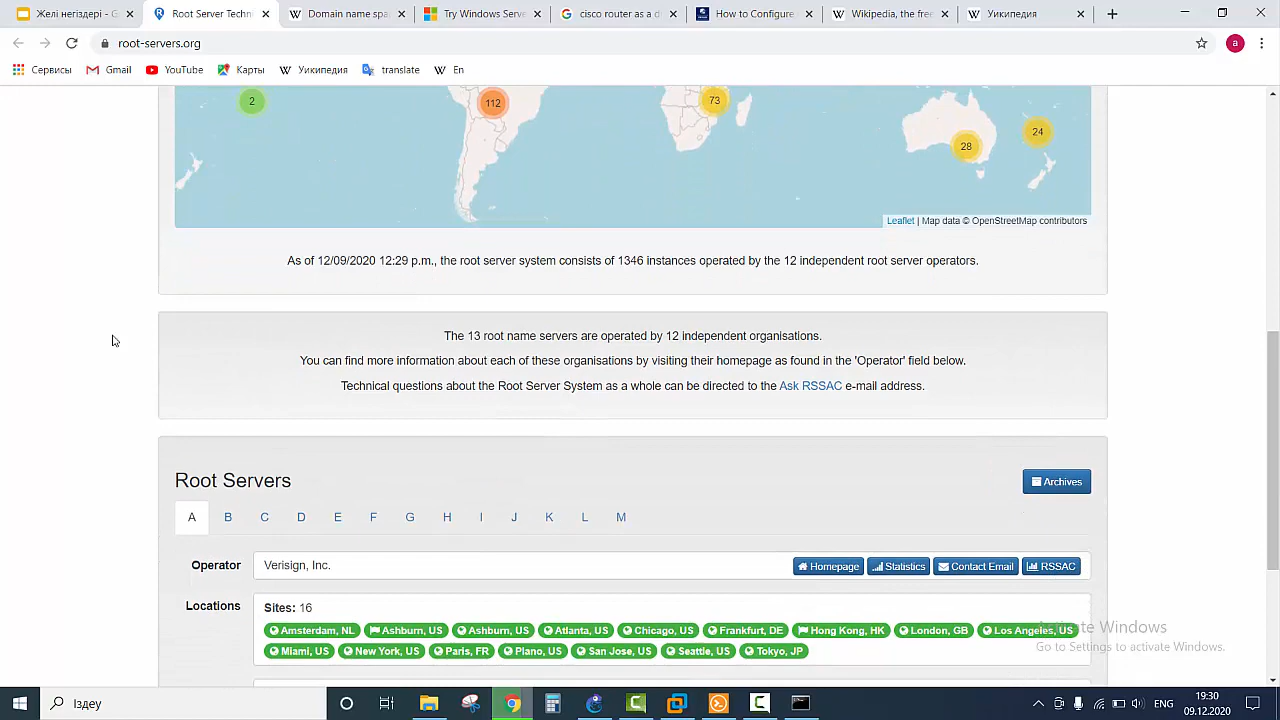 Желі негіздері - G
Root Server Techn
Domain name spa
Try Windows Serve
cisco router as a d
How to Configure
Wikipedia, the free
Уикипедия
root-servers.org
a
Сервисы
Gmail
YouTube
Карты
Уикипедия
translate
En
2
112
73
28
24
Leaflet | Map data © OpenStreetMap contributors
As of 12/09/2020 12:29 p.m., the root server system consists of 1346 instances operated by the 12 independent root server operators.
The 13 root name servers are operated by 12 independent organisations.
You can find more information about each of these organisations by visiting their homepage as found in the 'Operator' field below.
Technical questions about the Root Server System as a whole can be directed to the Ask RSSAC e-mail address.
Root Servers
Archives
A B C D E F G H I J K L M
Operator
Verisign, Inc.
Homepage
Statistics
Contact Email
RSSAC
Locations
Sites: 16
Amsterdam, NL Ashburn, US Ashburn, US Atlanta, US Chicago, US Frankfurt, DE Hong Kong, HK London, GB Los Angeles, US
Miami, US New York, US Paris, FR Plano, US San Jose, US Seattle, US Tokyo, JP
Activate Windows
Go to Settings to activate Windows.
Іздеу
ENG
19:30
09.12.2020